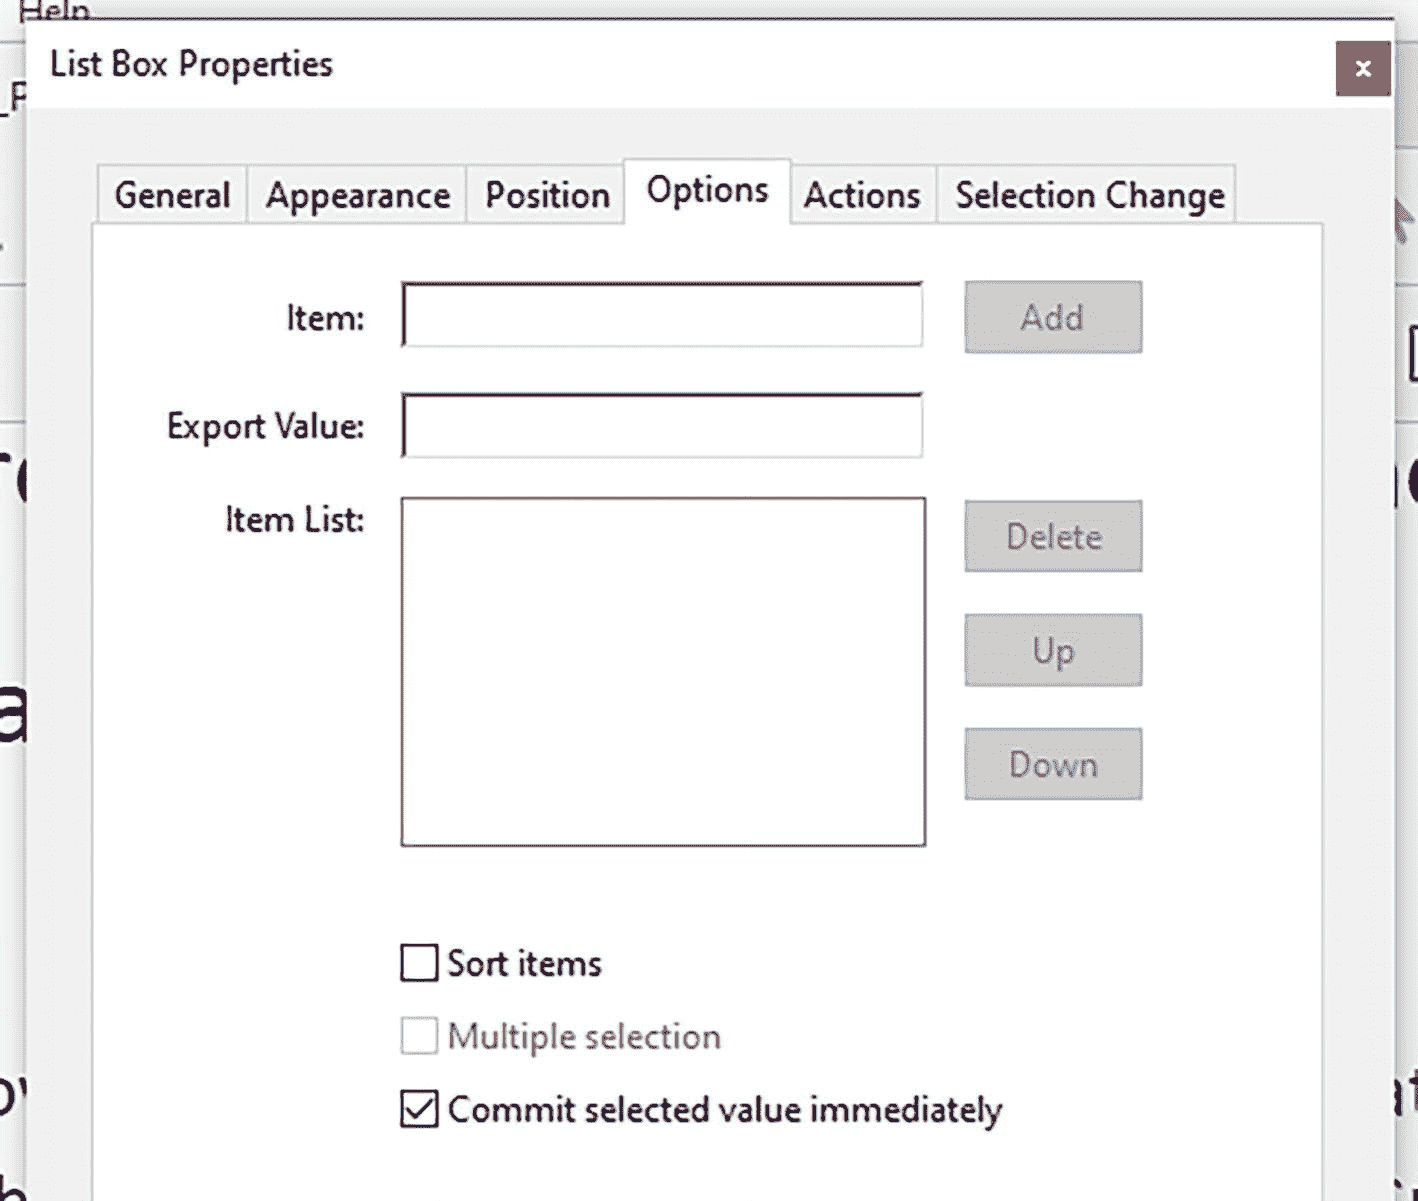 Help
List Box Properties
General Appearance Position Options Actions Selection Change
Item: Add
Export Value:
Item List: Delete
Up
Down
Sort items
Multiple selection
Commit selected value immediately